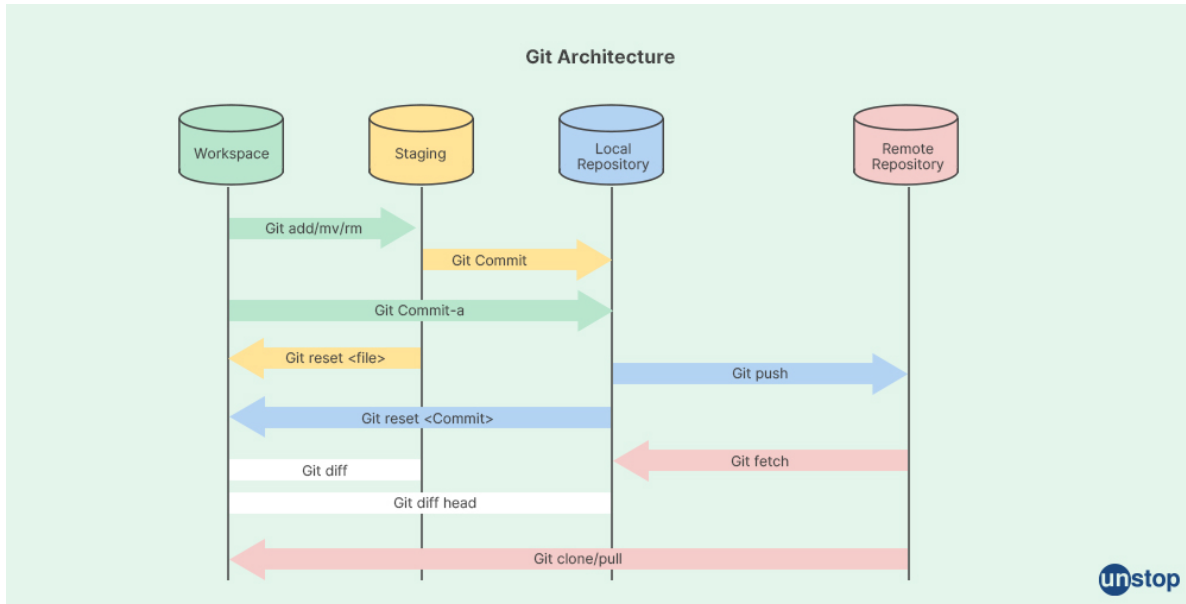 Git Architecture
Workspace
Staging
Local
Repository
Remote
Repository
Git add/mv/rm
Git Commit
Git Commit-a
Git reset <file>
Git push
Git reset <Commit>
Git fetch
Git diff
Git diff head
Git clone/pull
unstop